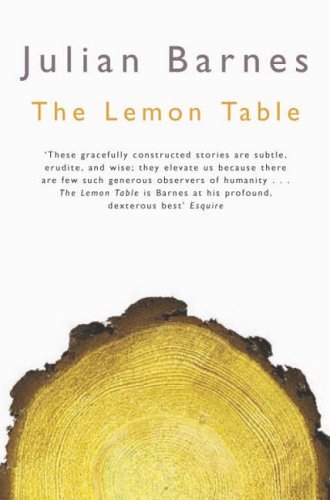 Julian Barnes
The Lemon Table
'These gracefully constructed stories are subtle,
erudite, and wise; they elevate us because there
are few such generous observers of humanity . . .
The Lemon Table is Barnes at his profound,
dexterous best' Esquire